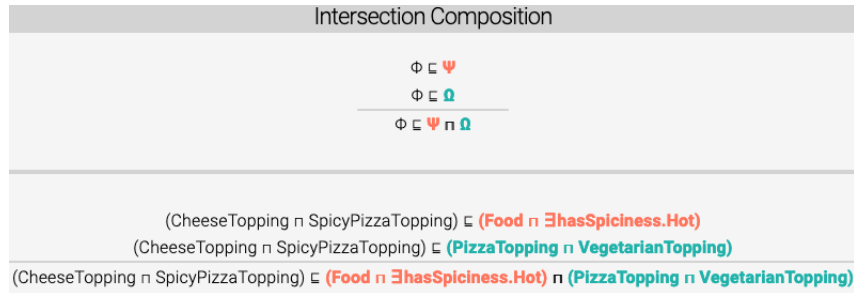 Intersection Composition
Φ ⊑ Ψ
Φ ⊑ Ω
Φ ⊑ Ψ ⊓ Ω
(CheeseTopping ⊓ SpicyPizzaTopping) ⊑ (Food ⊓ ∃hasSpiciness.Hot)
(CheeseTopping ⊓ SpicyPizzaTopping) ⊑ (PizzaTopping ⊓ VegetarianTopping)
(CheeseTopping ⊓ SpicyPizzaTopping) ⊑ (Food ⊓ ∃hasSpiciness.Hot) ⊓ (PizzaTopping ⊓ VegetarianTopping)